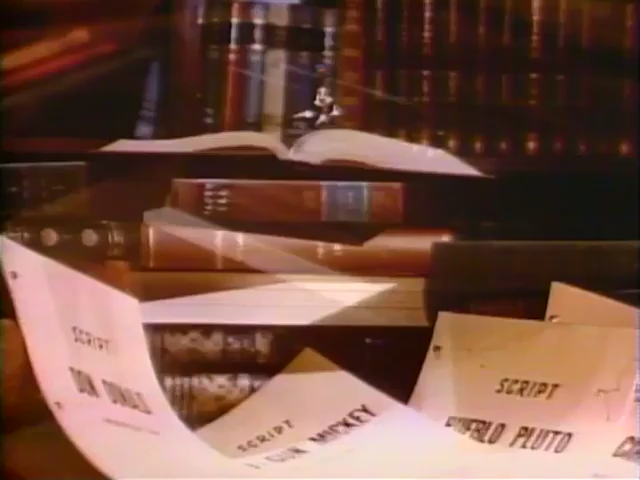 SCRIPT
DON DONALD
SCRIPT
GUN MICKEY
SCRIPT
PUEBLO PLUTO